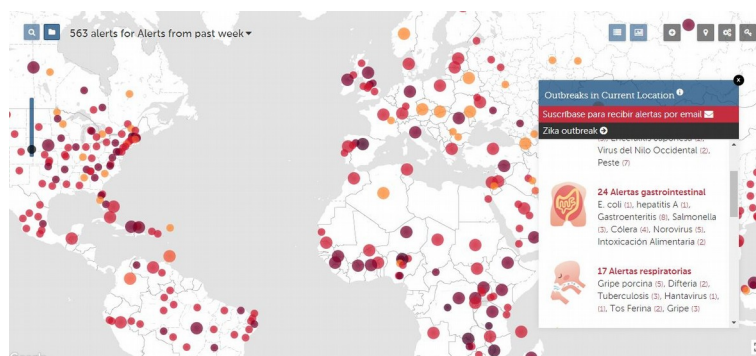 563 alerts for Alerts from past week
Outbreaks in Current Location
Suscríbase para recibir alertas por email
Zika outbreak
Virus del Nilo Occidental (2),
Peste (7)
24 Alertas gastrointestinal
E. coli (1), hepatitis A (1),
Gastroenteritis (8), Salmonella
(3), Cólera (4), Norovirus (5),
Intoxicación Alimentaria (2)
17 Alertas respiratorias
Gripe porcina (5), Difteria (2),
Tuberculosis (3), Hantavirus (1),
(1), Tos Ferina (2), Gripe (3)